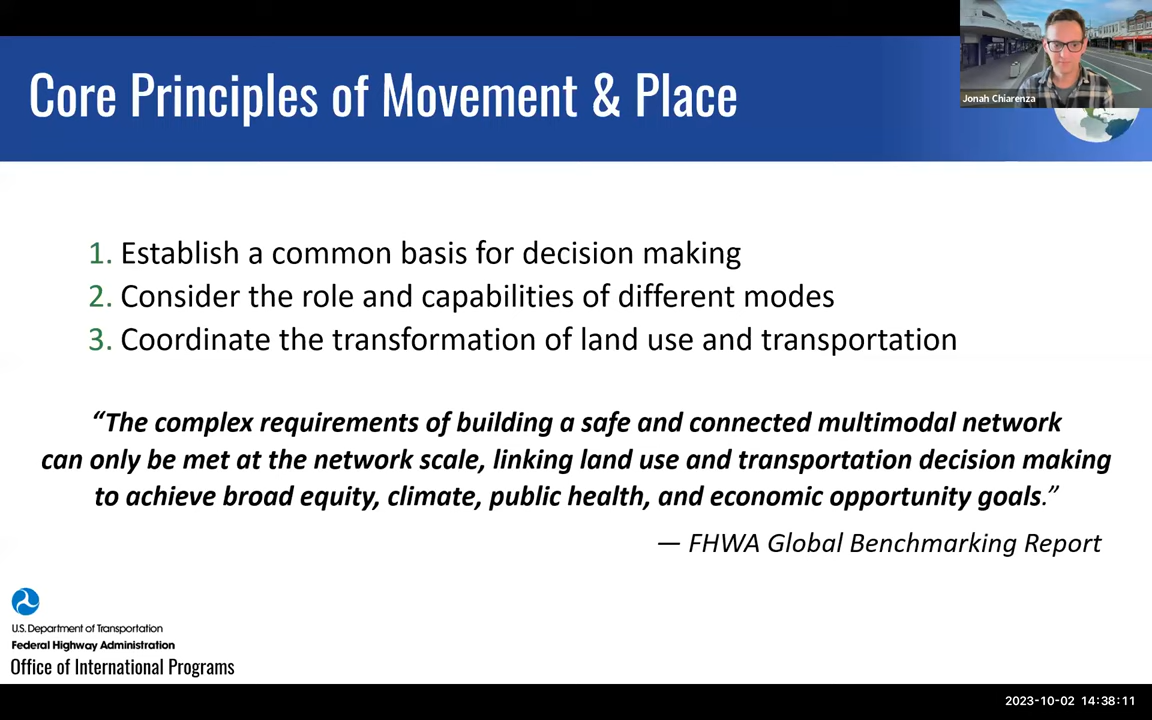 Core Principles of Movement & Place
Jonah Chiarenza
1. Establish a common basis for decision making
2. Consider the role and capabilities of different modes
3. Coordinate the transformation of land use and transportation
“The complex requirements of building a safe and connected multimodal network
can only be met at the network scale, linking land use and transportation decision making
to achieve broad equity, climate, public health, and economic opportunity goals.”
— FHWA Global Benchmarking Report
U.S. Department of Transportation
Federal Highway Administration
Office of International Programs
2023-10-02 14:38:11